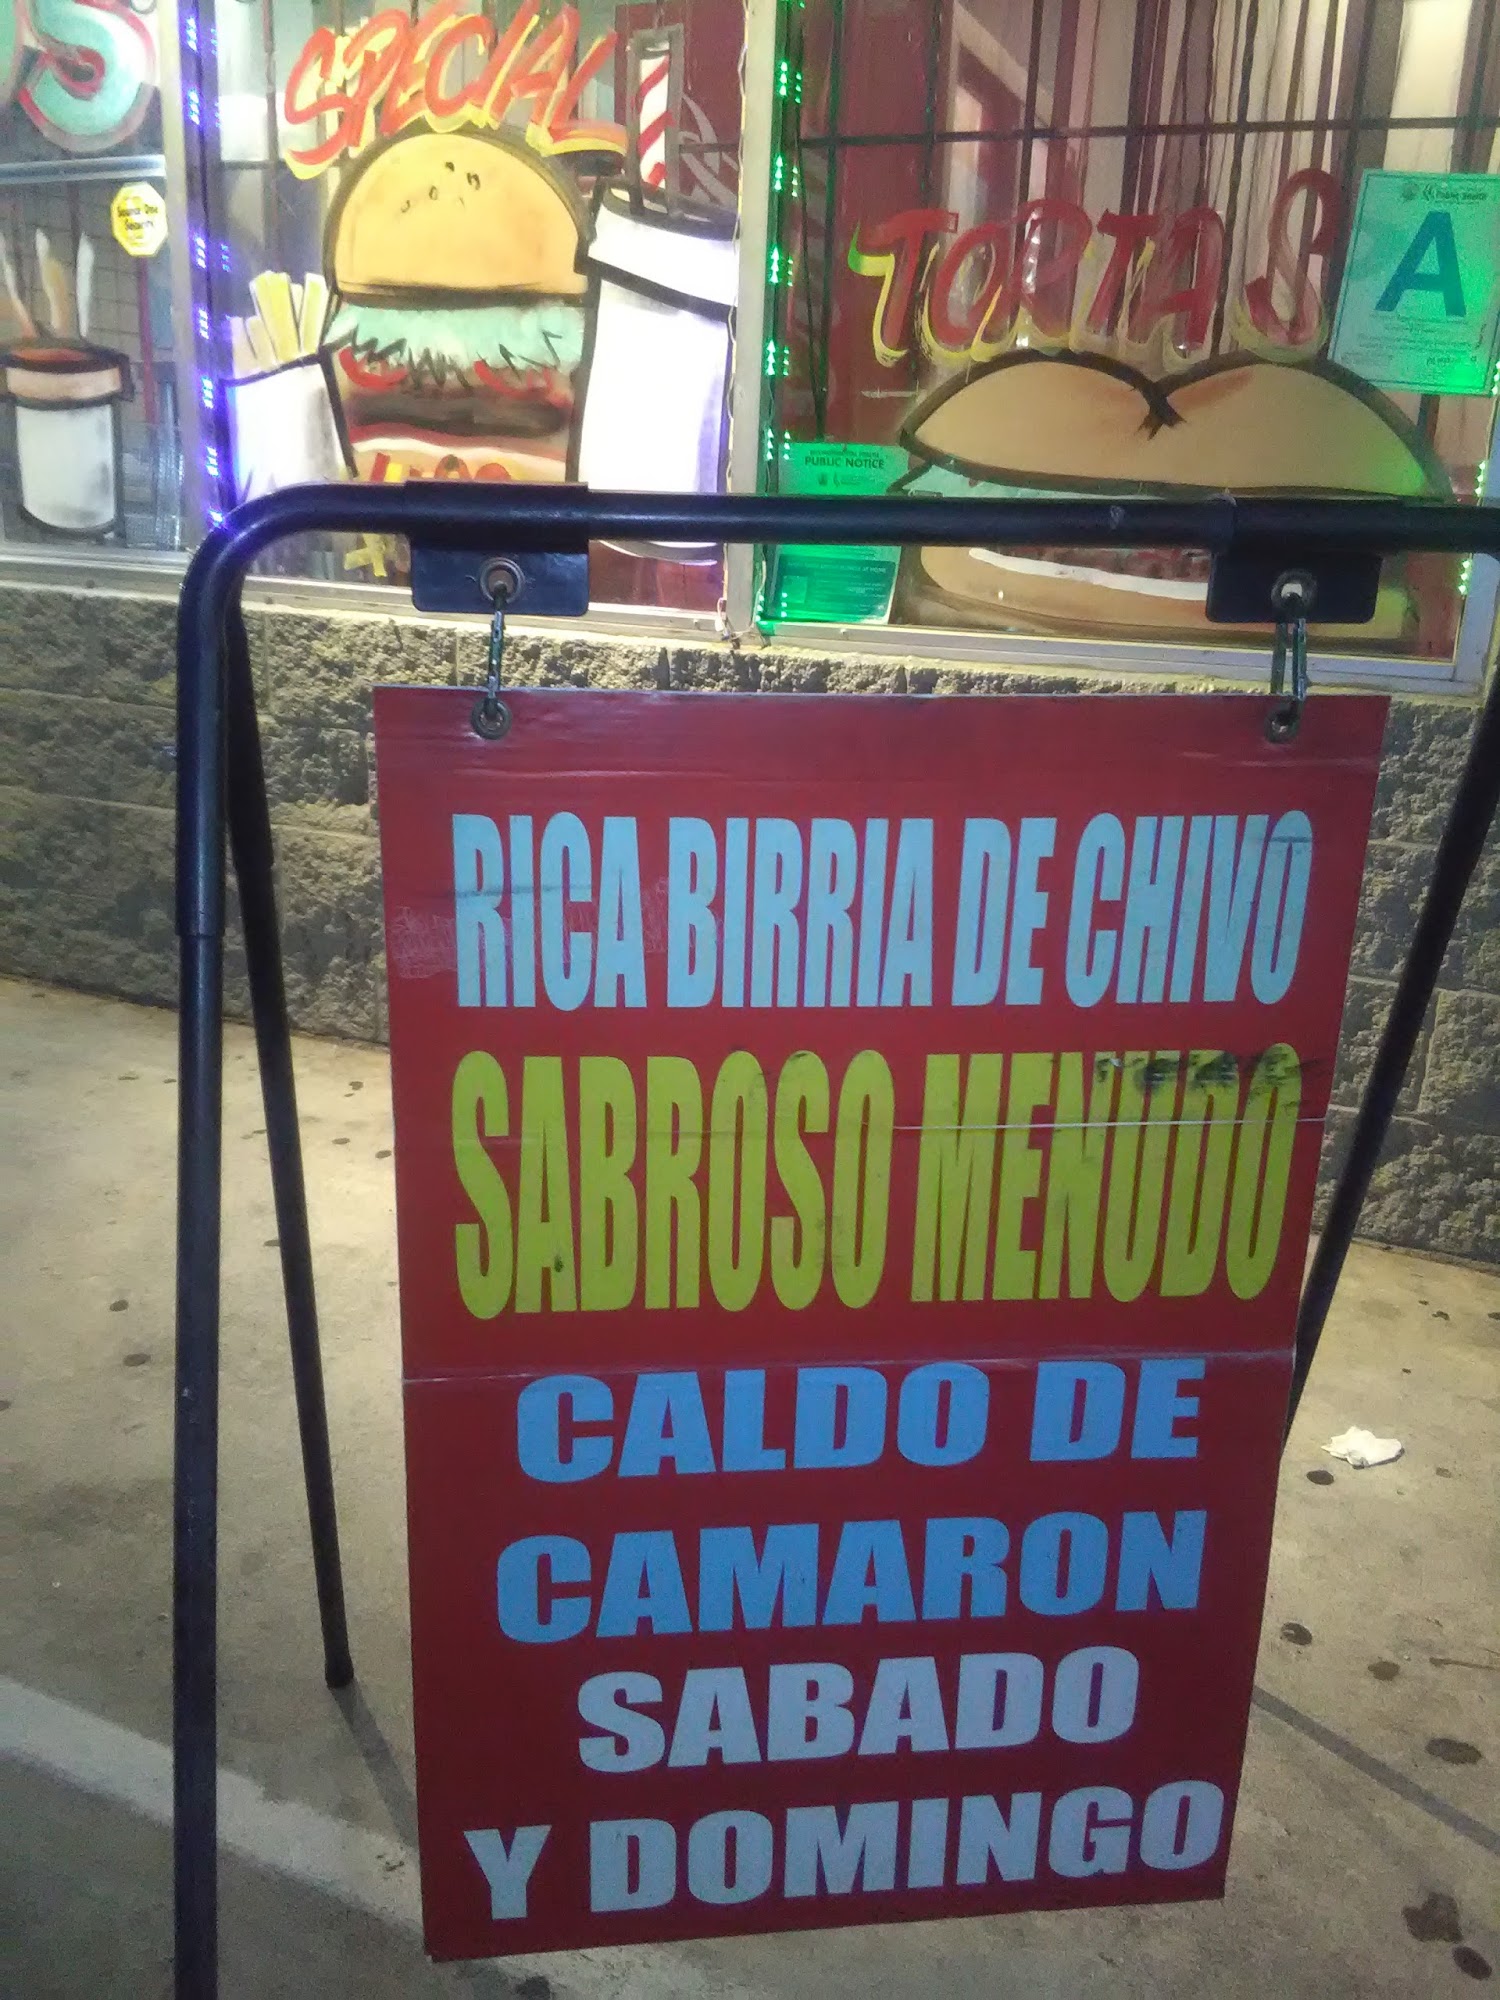 SPECIAL
TORTAS
A
PUBLIC NOTICE
RICA BIRRIA DE CHIVO
SABROSO MENUDO
CALDO DE
CAMARON
SABADO
Y DOMINGO